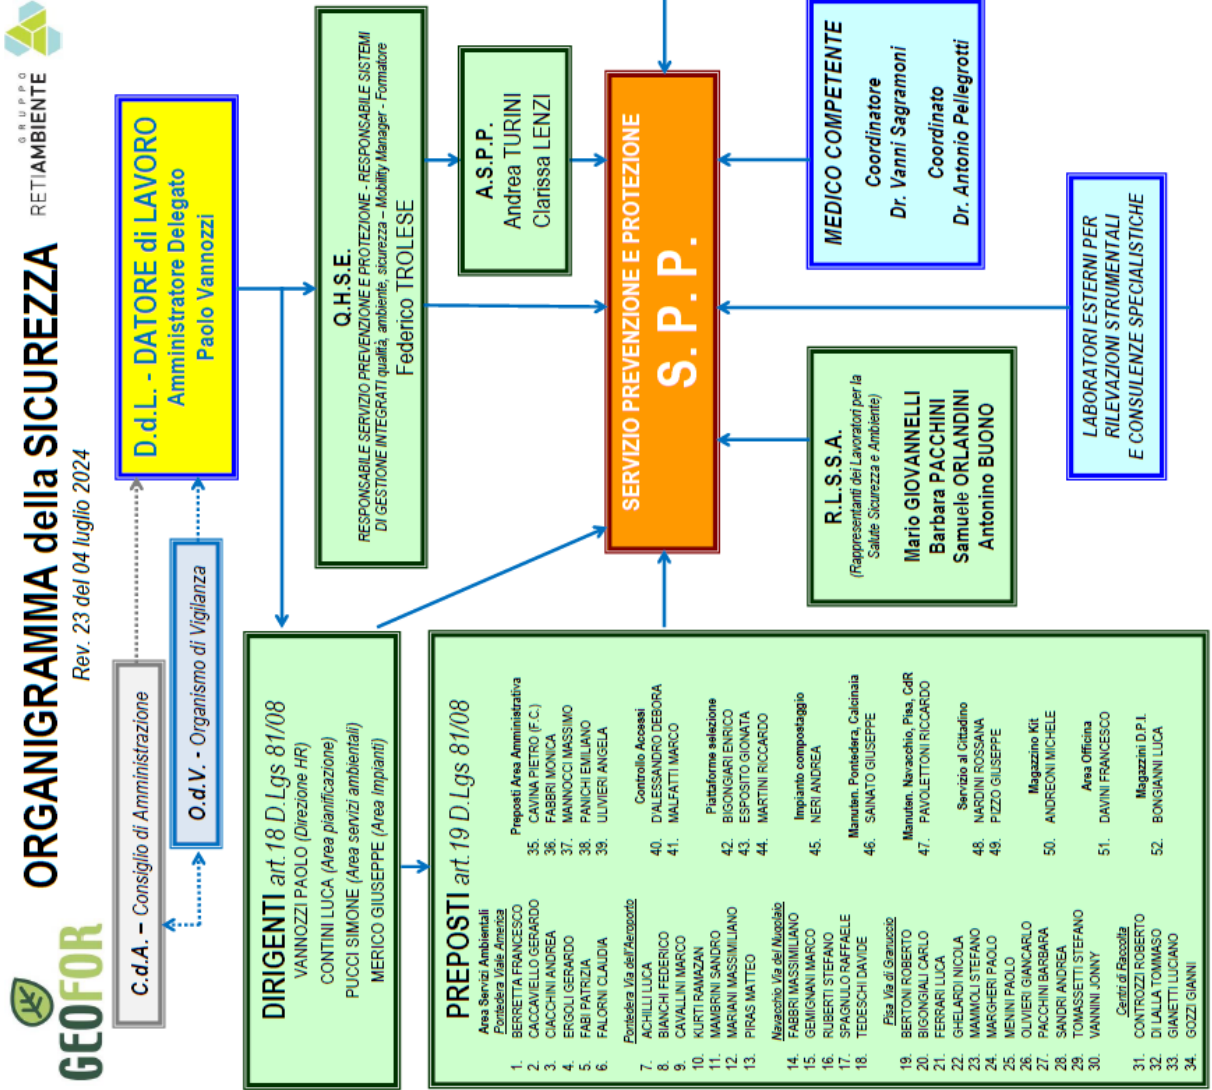 GEOFOR
ORGANIGRAMMA della SICUREZZA
Rev. 23 del 04 luglio 2024
GRUPPO
RETIAMBIENTE
C.d.A. – Consiglio di Amministrazione
O.d.V. - Organismo di Vigilanza
D.d.L. - DATORE di LAVORO
Amministratore Delegato
Paolo Vannozzi
DIRIGENTI art.18 D.Lgs 81/08
VANNOZZI PAOLO (Direzione HR)
CONTINI LUCA (Area pianificazione)
PUCCI SIMONE (Area servizi ambientali)
MERICO GIUSEPPE (Area Impianti)
Q.H.S.E.
RESPONSABILE SERVIZIO PREVENZIONE E PROTEZIONE - RESPONSABILE SISTEMI
DI GESTIONE INTEGRATI qualità, ambiente, sicurezza – Mobility Manager - Formatore
Federico TROLESE
A.S.P.P.
Andrea TURINI
Clarissa LENZI
PREPOSTI art.19 D.Lgs 81/08
Area Servizi Ambientali
Pontedera Viale America
1. BERRETTA FRANCESCO
2. CACCAVIELLO GERARDO
3. CIACCHINI ANDREA
4. ERGOLI GERARDO
5. FABI PATRIZIA
6. FALORNI CLAUDIA
Pontedera Via dell'Aeroporto
7. ACHILLI LUCA
8. BIANCHI FEDERICO
9. CAVALLINI MARCO
10. KURTI RAMAZAN
11. MAMBRINI SANDRO
12. MARIANI MASSIMILIANO
13. PIRAS MATTEO
Navacchio Via del Nugolaio
14. FABBRI MASSIMILIANO
15. GEMIGNANI MARCO
16. RUBERTI STEFANO
17. SPAGNULO RAFFAELE
18. TEDESCHI DAVIDE
Pisa Via di Granuccio
19. BERTONI ROBERTO
20. BIGONGIALI CARLO
21. FERRARI LUCA
22. GHELARDI NICOLA
23. MAMMOLI STEFANO
24. MARGHERI PAOLO
25. MENINI PAOLO
26. OLIVIERI GIANCARLO
27. PACCHINI BARBARA
28. SANDRI ANDREA
29. TOMASSETTI STEFANO
30. VANNINI JONNY
Centri di Raccolta
31. CONTROZZI ROBERTO
32. DI LALLA TOMMASO
33. GIANETTI LUCIANO
34. GOZZI GIANNI
Preposti Area Amministrativa
35. CAVINA PIETRO (F.C.)
36. FABBRI MONICA
37. MANNOCCI MASSIMO
38. PANICHI EMILIANO
39. ULIVIERI ANGELA
Controllo Accessi
40. D'ALESSANDRO DEBORA
41. MALFATTI MARCO
Piattaforme selezione
42. BIGONGIARI ENRICO
43. ESPOSITO GIONATA
44. MARTINI RICCARDO
Impianto compostaggio
45. NERI ANDREA
Manuten. Pontedera, Calcinaia
46. SAINATO GIUSEPPE
Manuten. Navacchio, Pisa, CdR
47. PAVOLETTONI RICCARDO
Servizio al Cittadino
48. NARDINI ROSSANA
49. PIZZO GIUSEPPE
Magazzino Kit
50. ANDREONI MICHELE
Area Officina
51. DAVINI FRANCESCO
Magazzini D.P.I.
52. BONGIANNI LUCA
SERVIZIO PREVENZIONE E PROTEZIONE
S. P. P.
R.L.S.S.A.
(Rappresentanti dei Lavoratori per la
Salute Sicurezza e Ambiente)
Mario GIOVANNELLI
Barbara PACCHINI
Samuele ORLANDINI
Antonino BUONO
MEDICO COMPETENTE
Coordinatore
Dr. Vanni Sagramoni
Coordinato
Dr. Antonio Pellegrotti
LABORATORI ESTERNI PER
RILEVAZIONI STRUMENTALI
E CONSULENZE SPECIALISTICHE